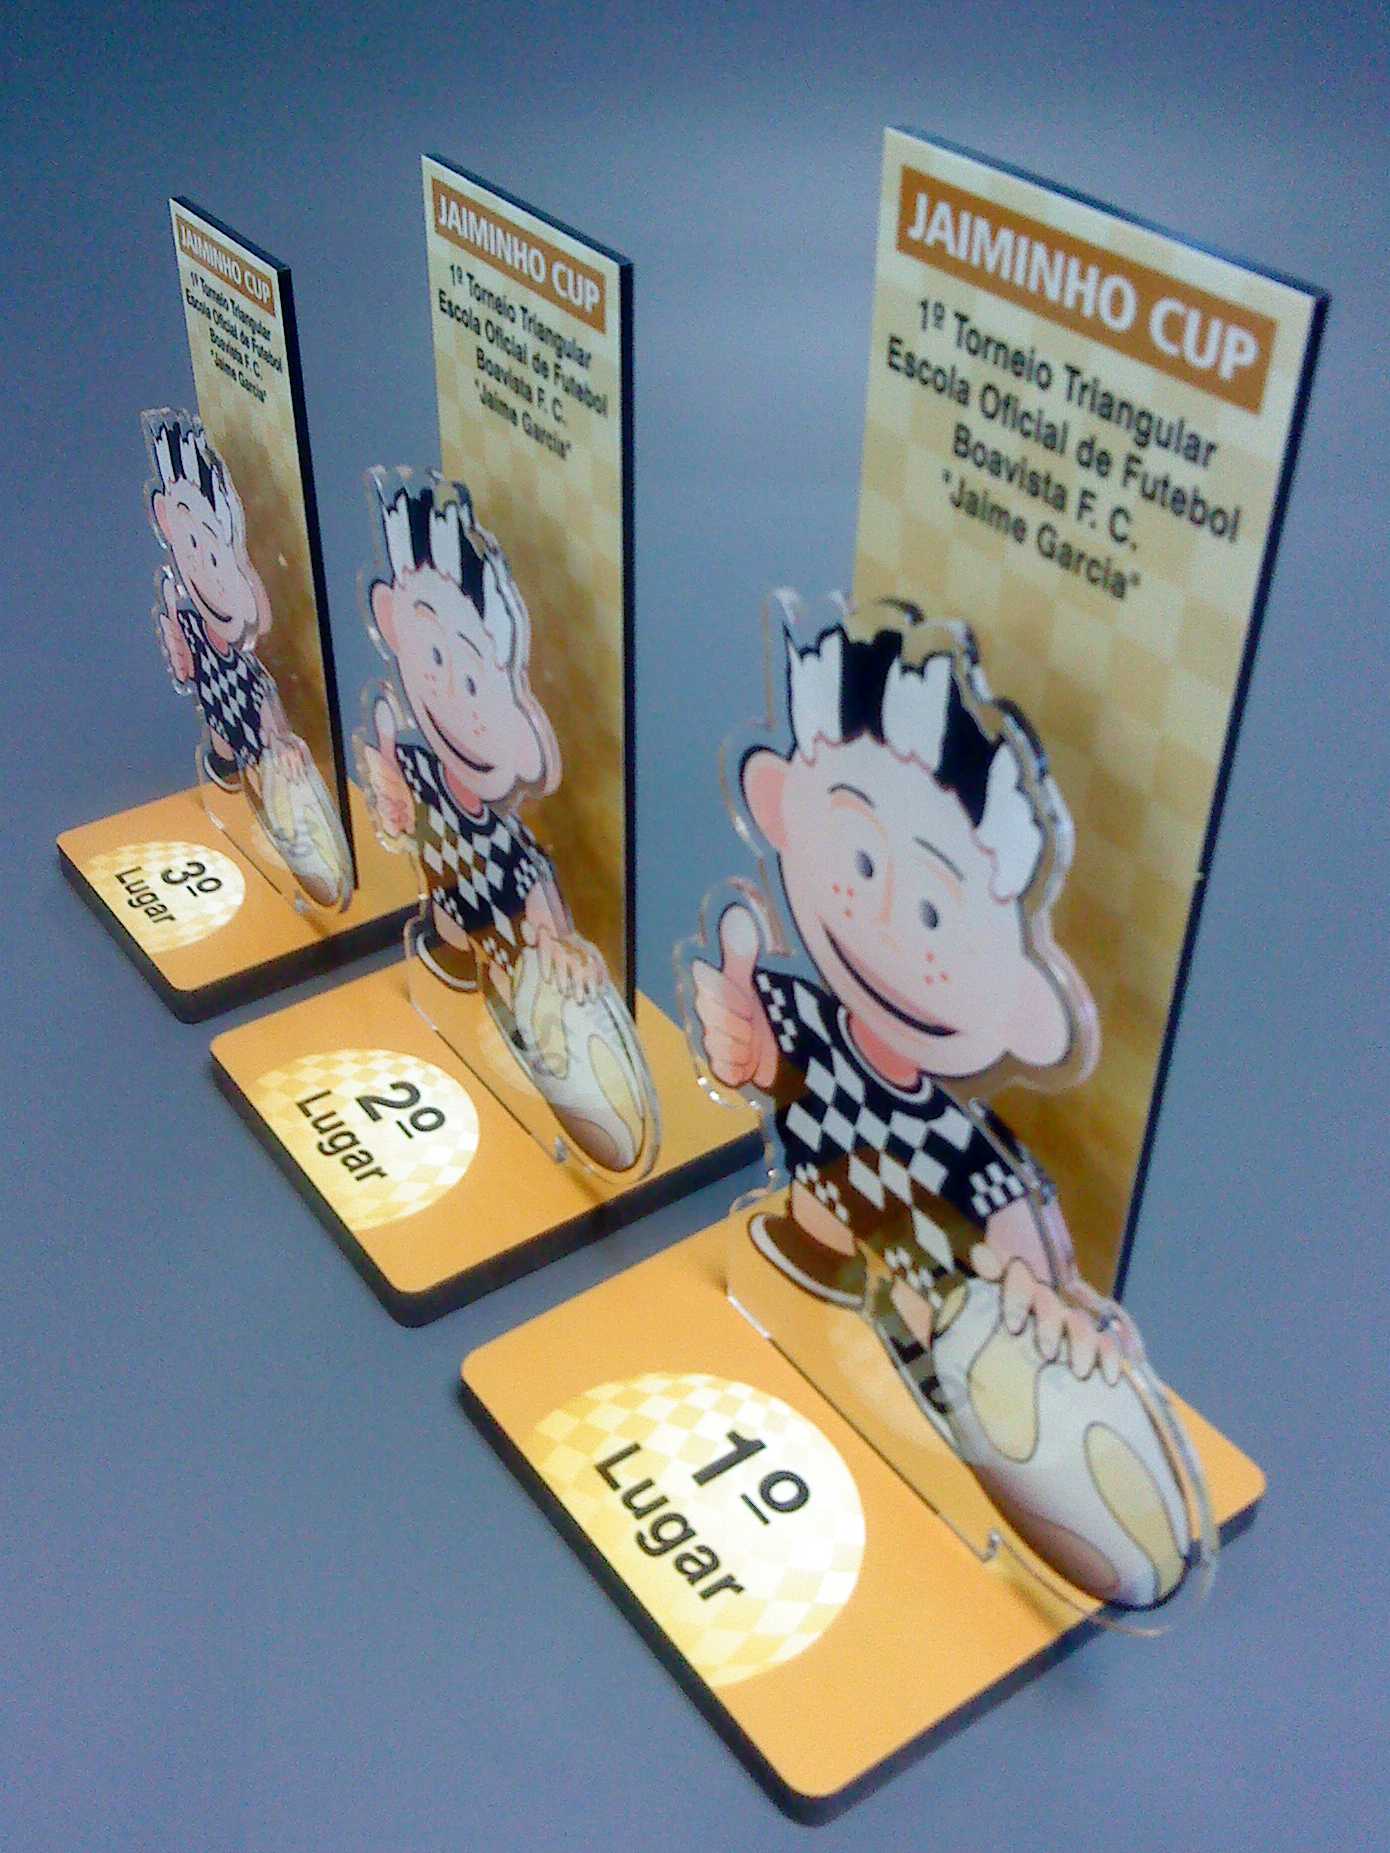 JAIMINHO CUP
1º Torneio Triangular
Escola Oficial de Futebol
Boavista F. C.
"Jaime Garcia"
3º
Lugar
JAIMINHO CUP
1º Torneio Triangular
Escola Oficial de Futebol
Boavista F. C.
"Jaime Garcia"
2º
Lugar
JAIMINHO CUP
1º Torneio Triangular
Escola Oficial de Futebol
Boavista F. C.
"Jaime Garcia"
1º
Lugar